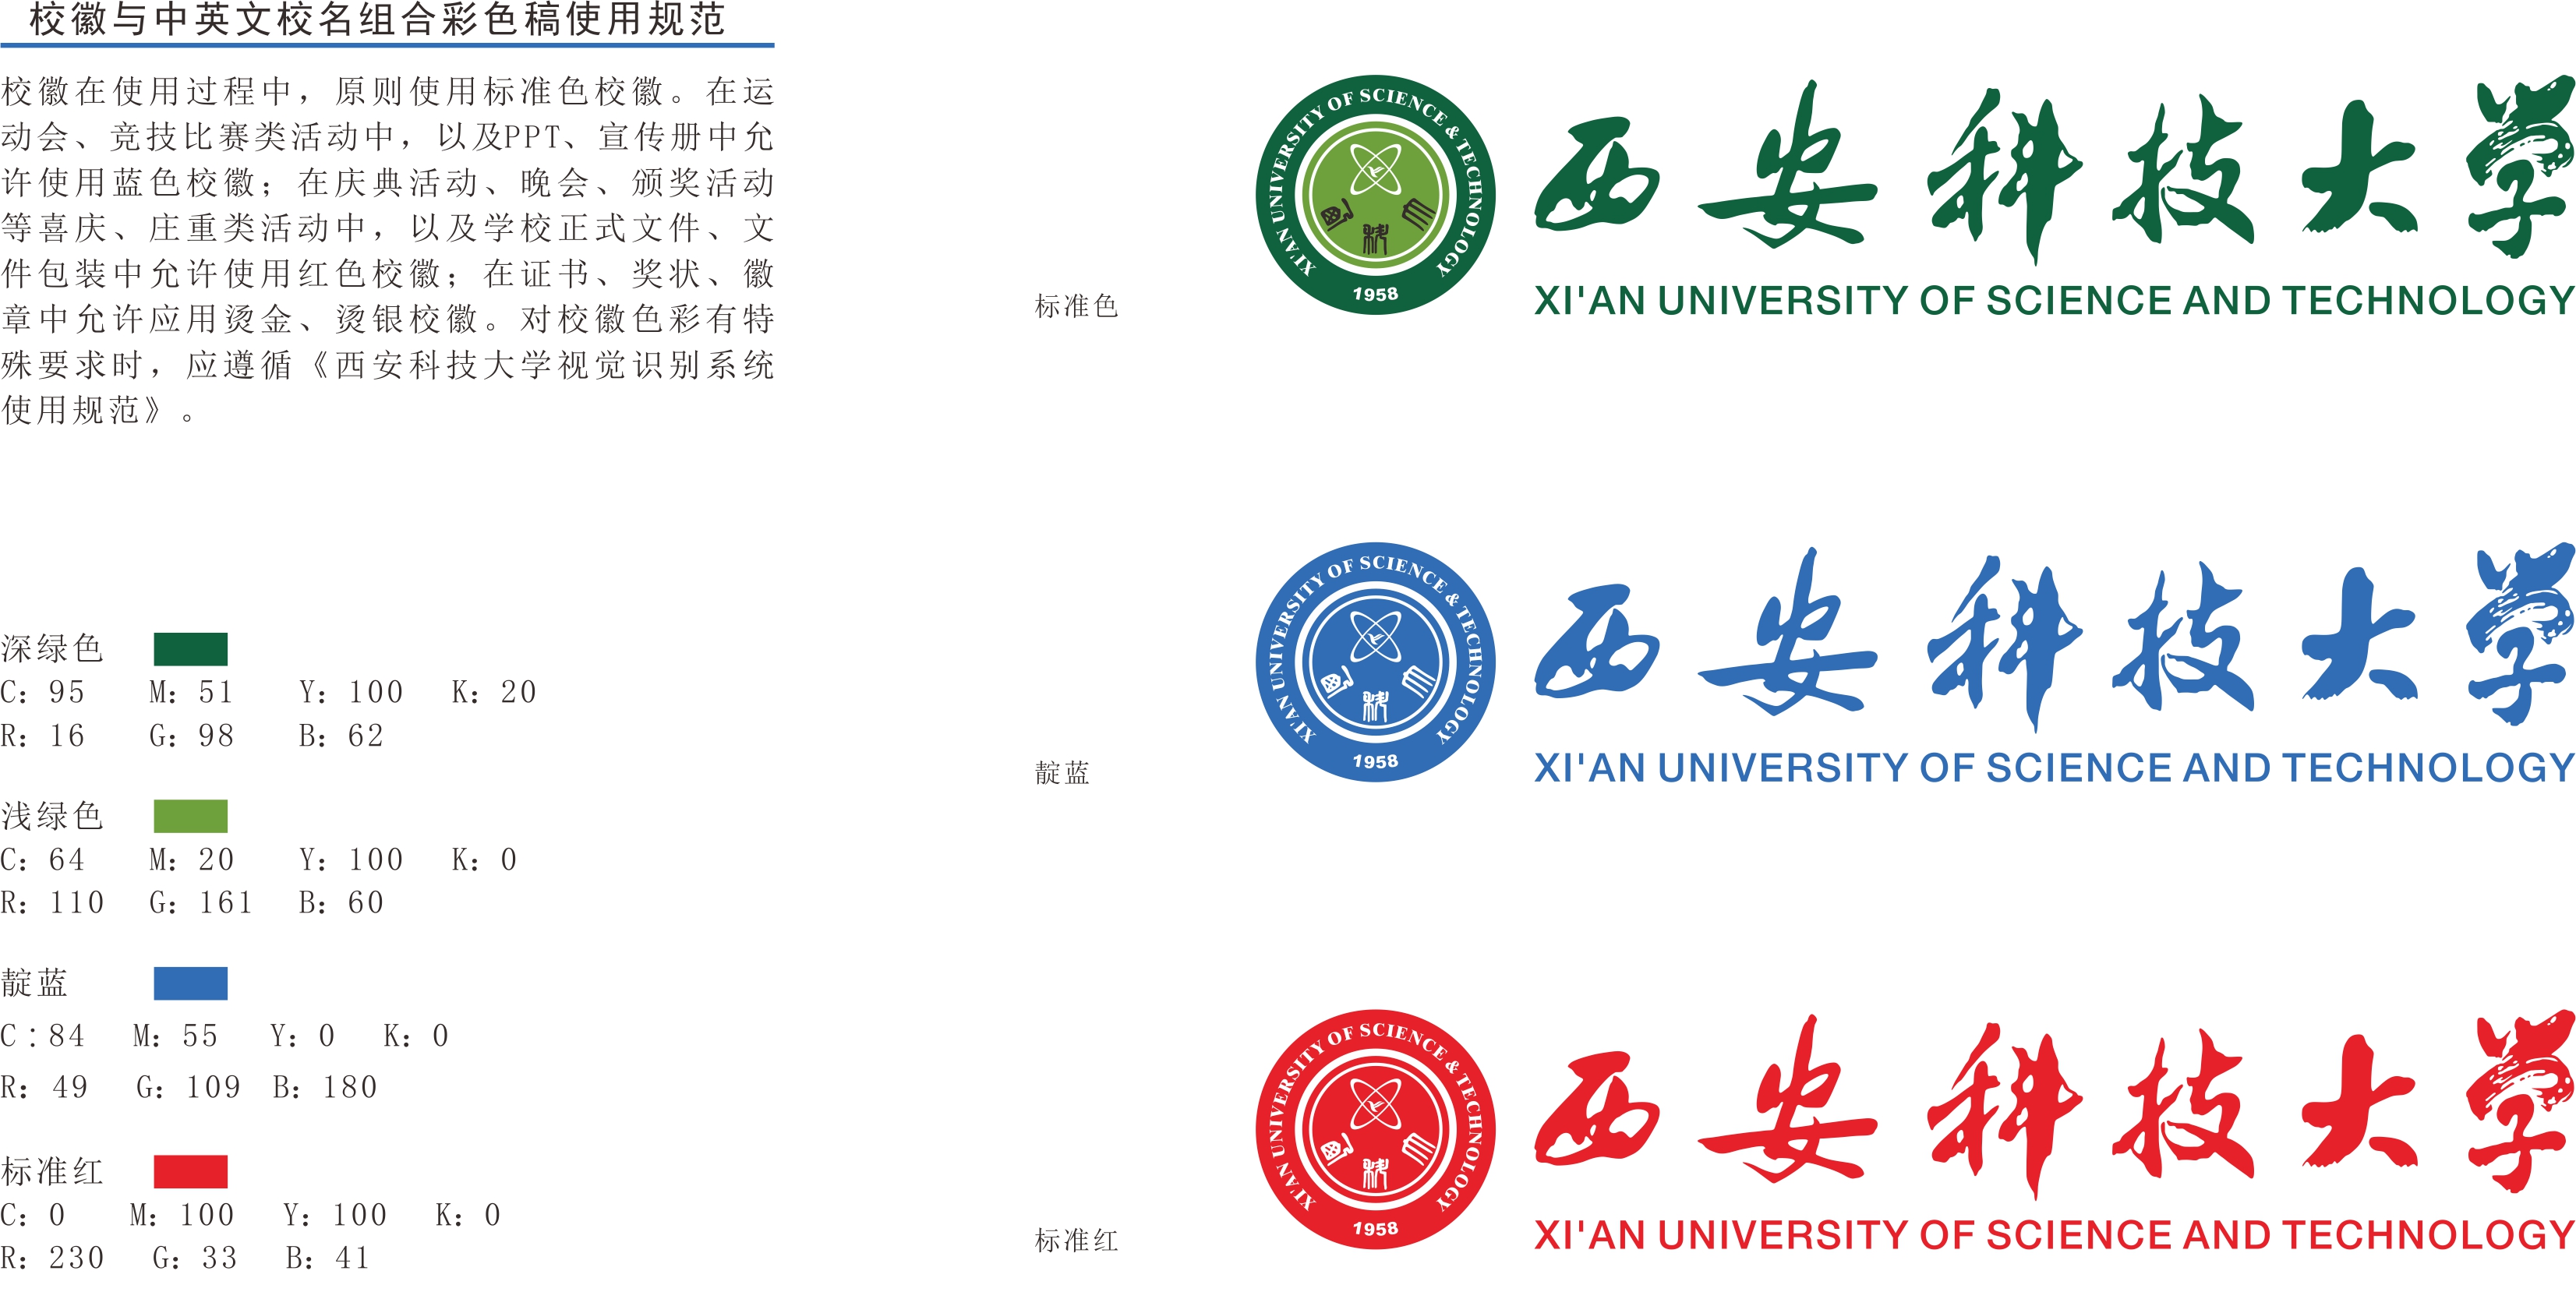 校徽与中英文校名组合彩色稿使用规范
校徽在使用过程中，原则使用标准色校徽。在运
动会、竞技比赛类活动中，以及PPT、宣传册中允
许使用蓝色校徽；在庆典活动、晚会、颁奖活动
等喜庆、庄重类活动中，以及学校正式文件、文
件包装中允许使用红色校徽；在证书、奖状、徽
章中允许应用烫金、烫银校徽。对校徽色彩有特
殊要求时，应遵循《西安科技大学视觉识别系统
使用规范》。
深绿色
C：95 M：51 Y：100 K：20
R：16 G：98 B：62
浅绿色
C：64 M：20 Y：100 K：0
R：110 G：161 B：60
靛蓝
C：84 M：55 Y：0 K：0
R：49 G：109 B：180
标准红
C：0 M：100 Y：100 K：0
R：230 G：33 B：41
标准色
XI'AN UNIVERSITY OF SCIENCE & TECHNOLOGY
1958
西安科技大学
XI'AN UNIVERSITY OF SCIENCE AND TECHNOLOGY
靛蓝
XI'AN UNIVERSITY OF SCIENCE & TECHNOLOGY
1958
西安科技大学
XI'AN UNIVERSITY OF SCIENCE AND TECHNOLOGY
标准红
XI'AN UNIVERSITY OF SCIENCE & TECHNOLOGY
1958
西安科技大学
XI'AN UNIVERSITY OF SCIENCE AND TECHNOLOGY